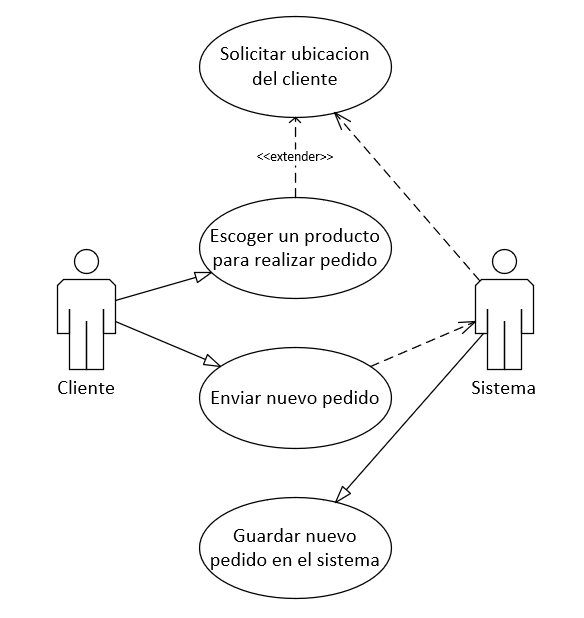 Solicitar ubicacion
del cliente
<<extender>>
Escoger un producto
para realizar pedido
Cliente
Sistema
Enviar nuevo pedido
Guardar nuevo
pedido en el sistema